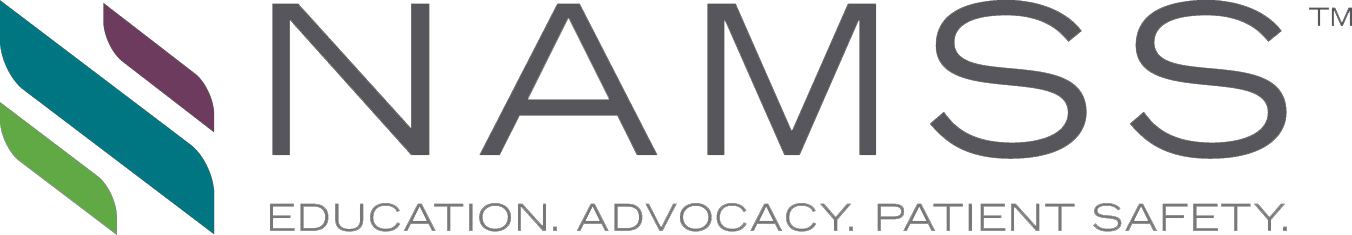 NAMSS™
EDUCATION. ADVOCACY. PATIENT SAFETY.